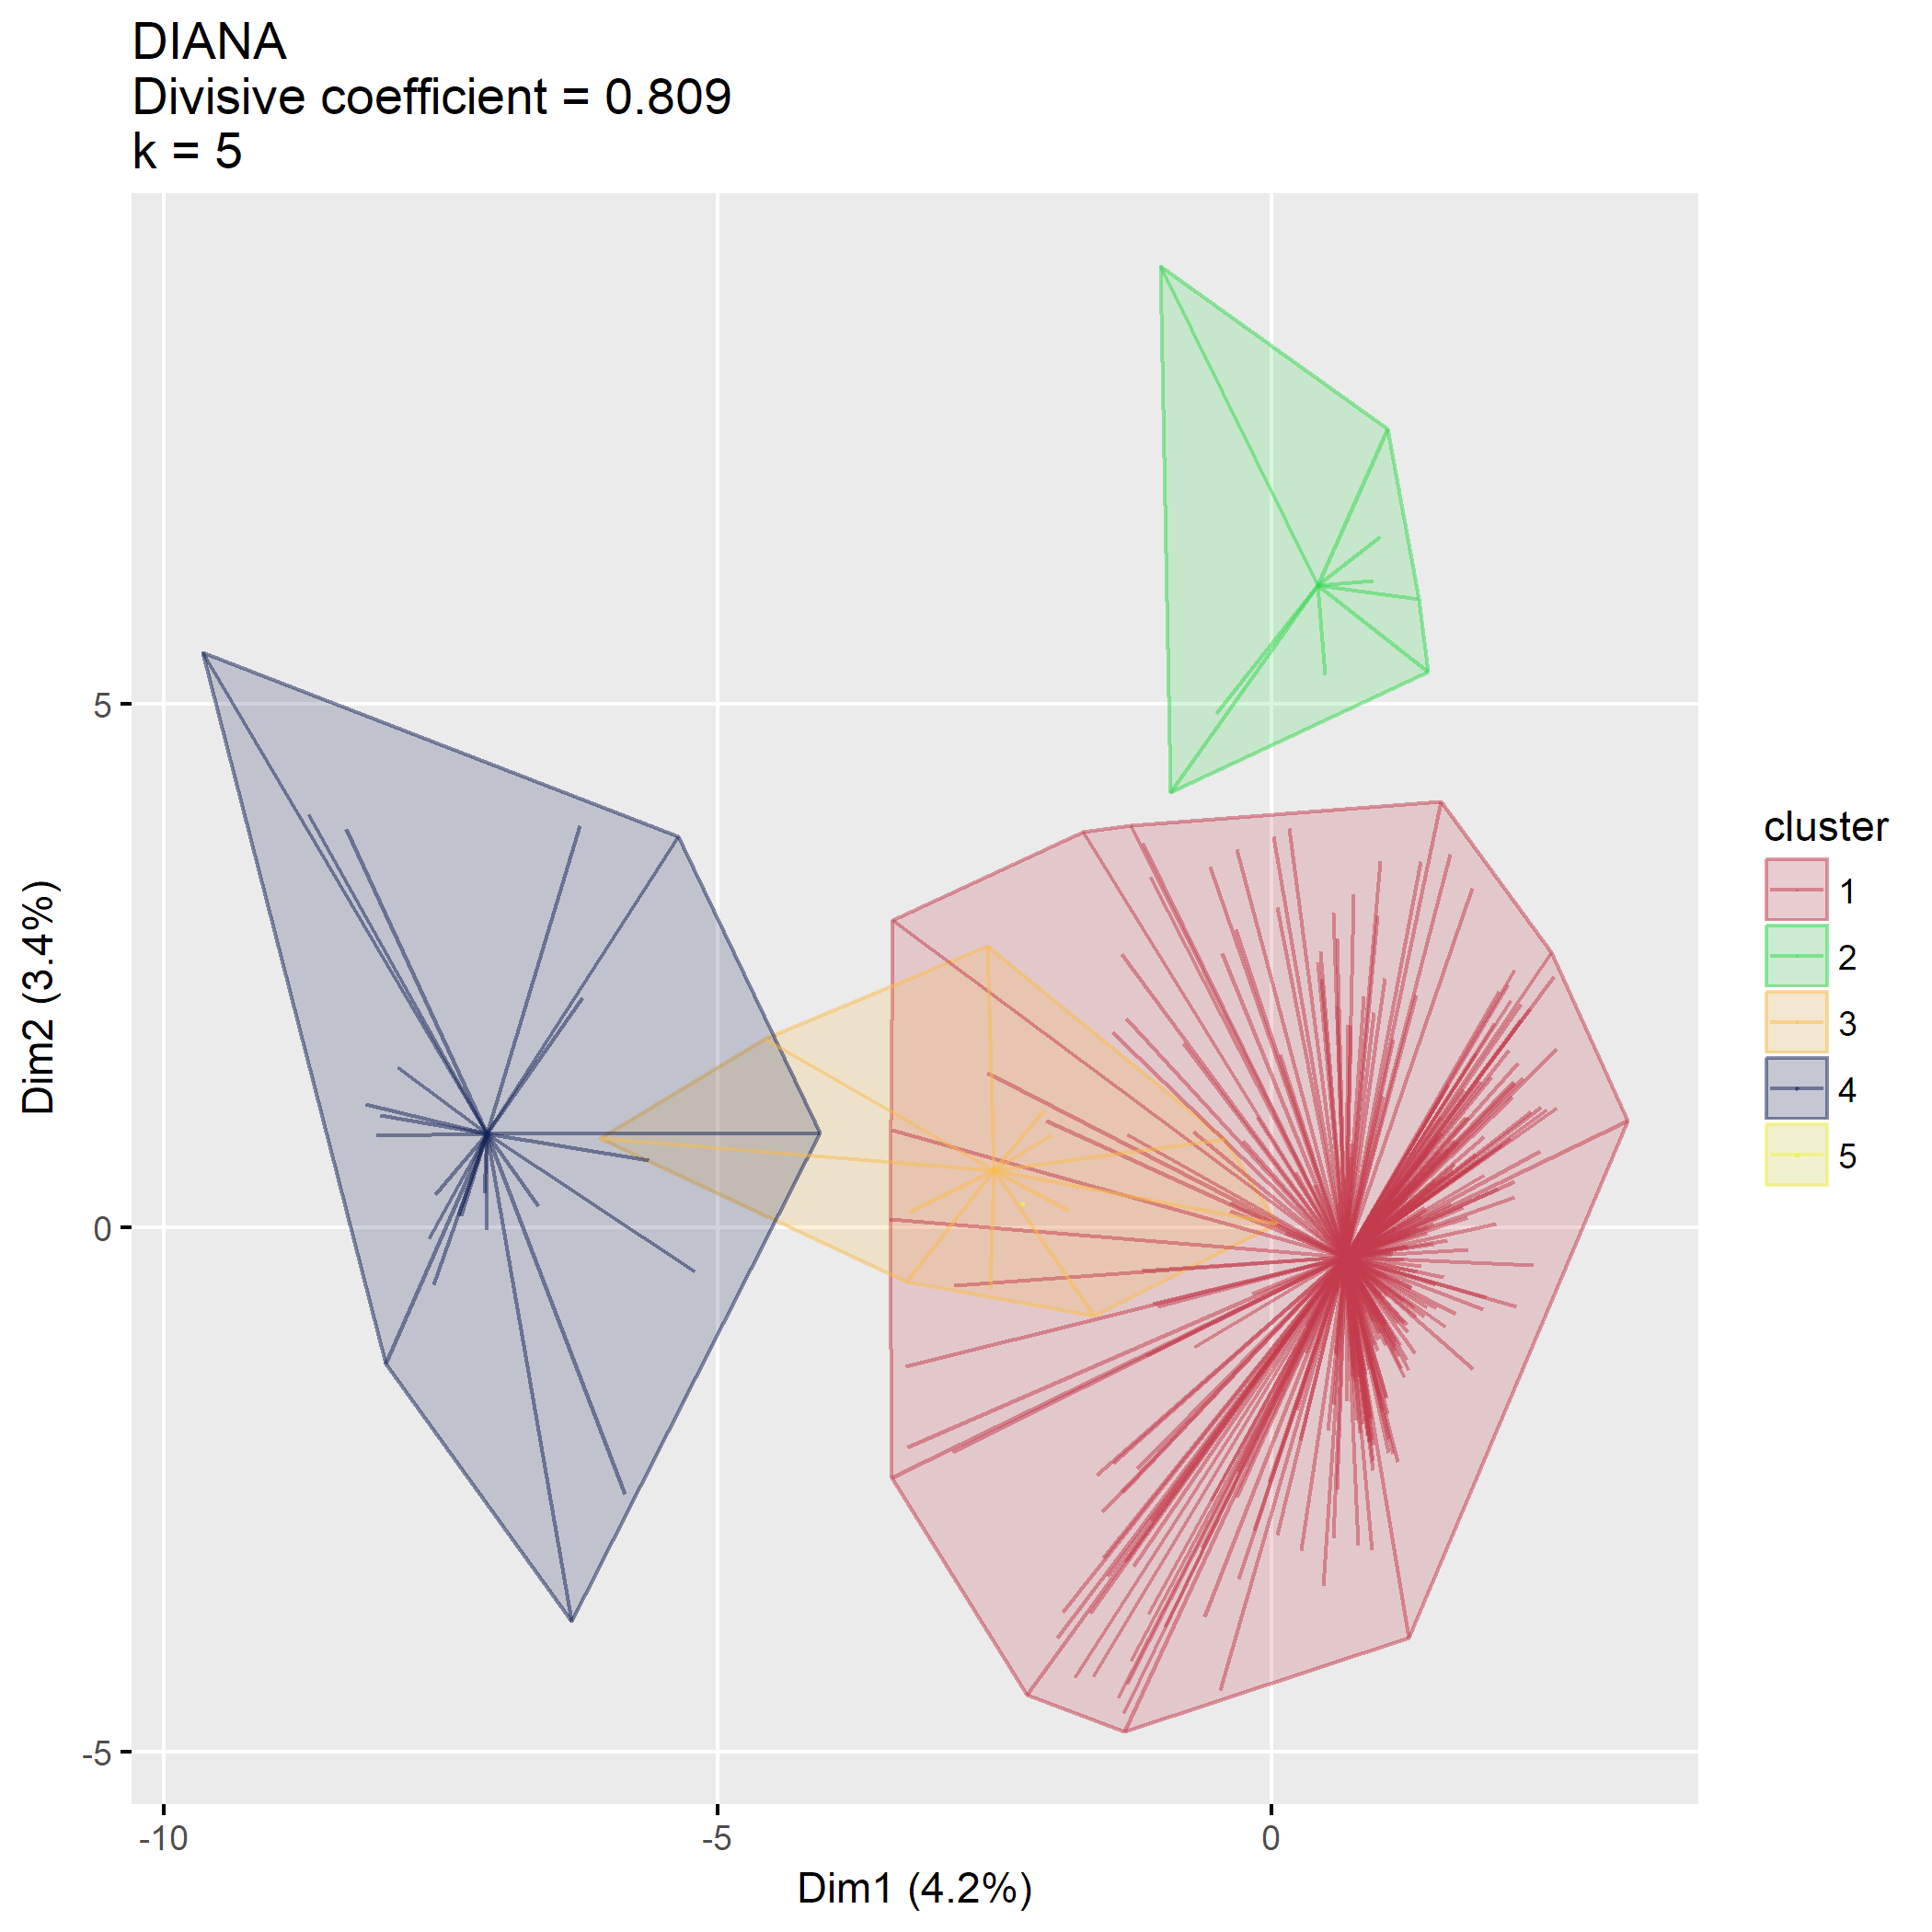 DIANA
Divisive coefficient = 0.809
k = 5
5
0
-5
-10
-5
0
Dim1 (4.2%)
Dim2 (3.4%)
cluster
1
2
3
4
5